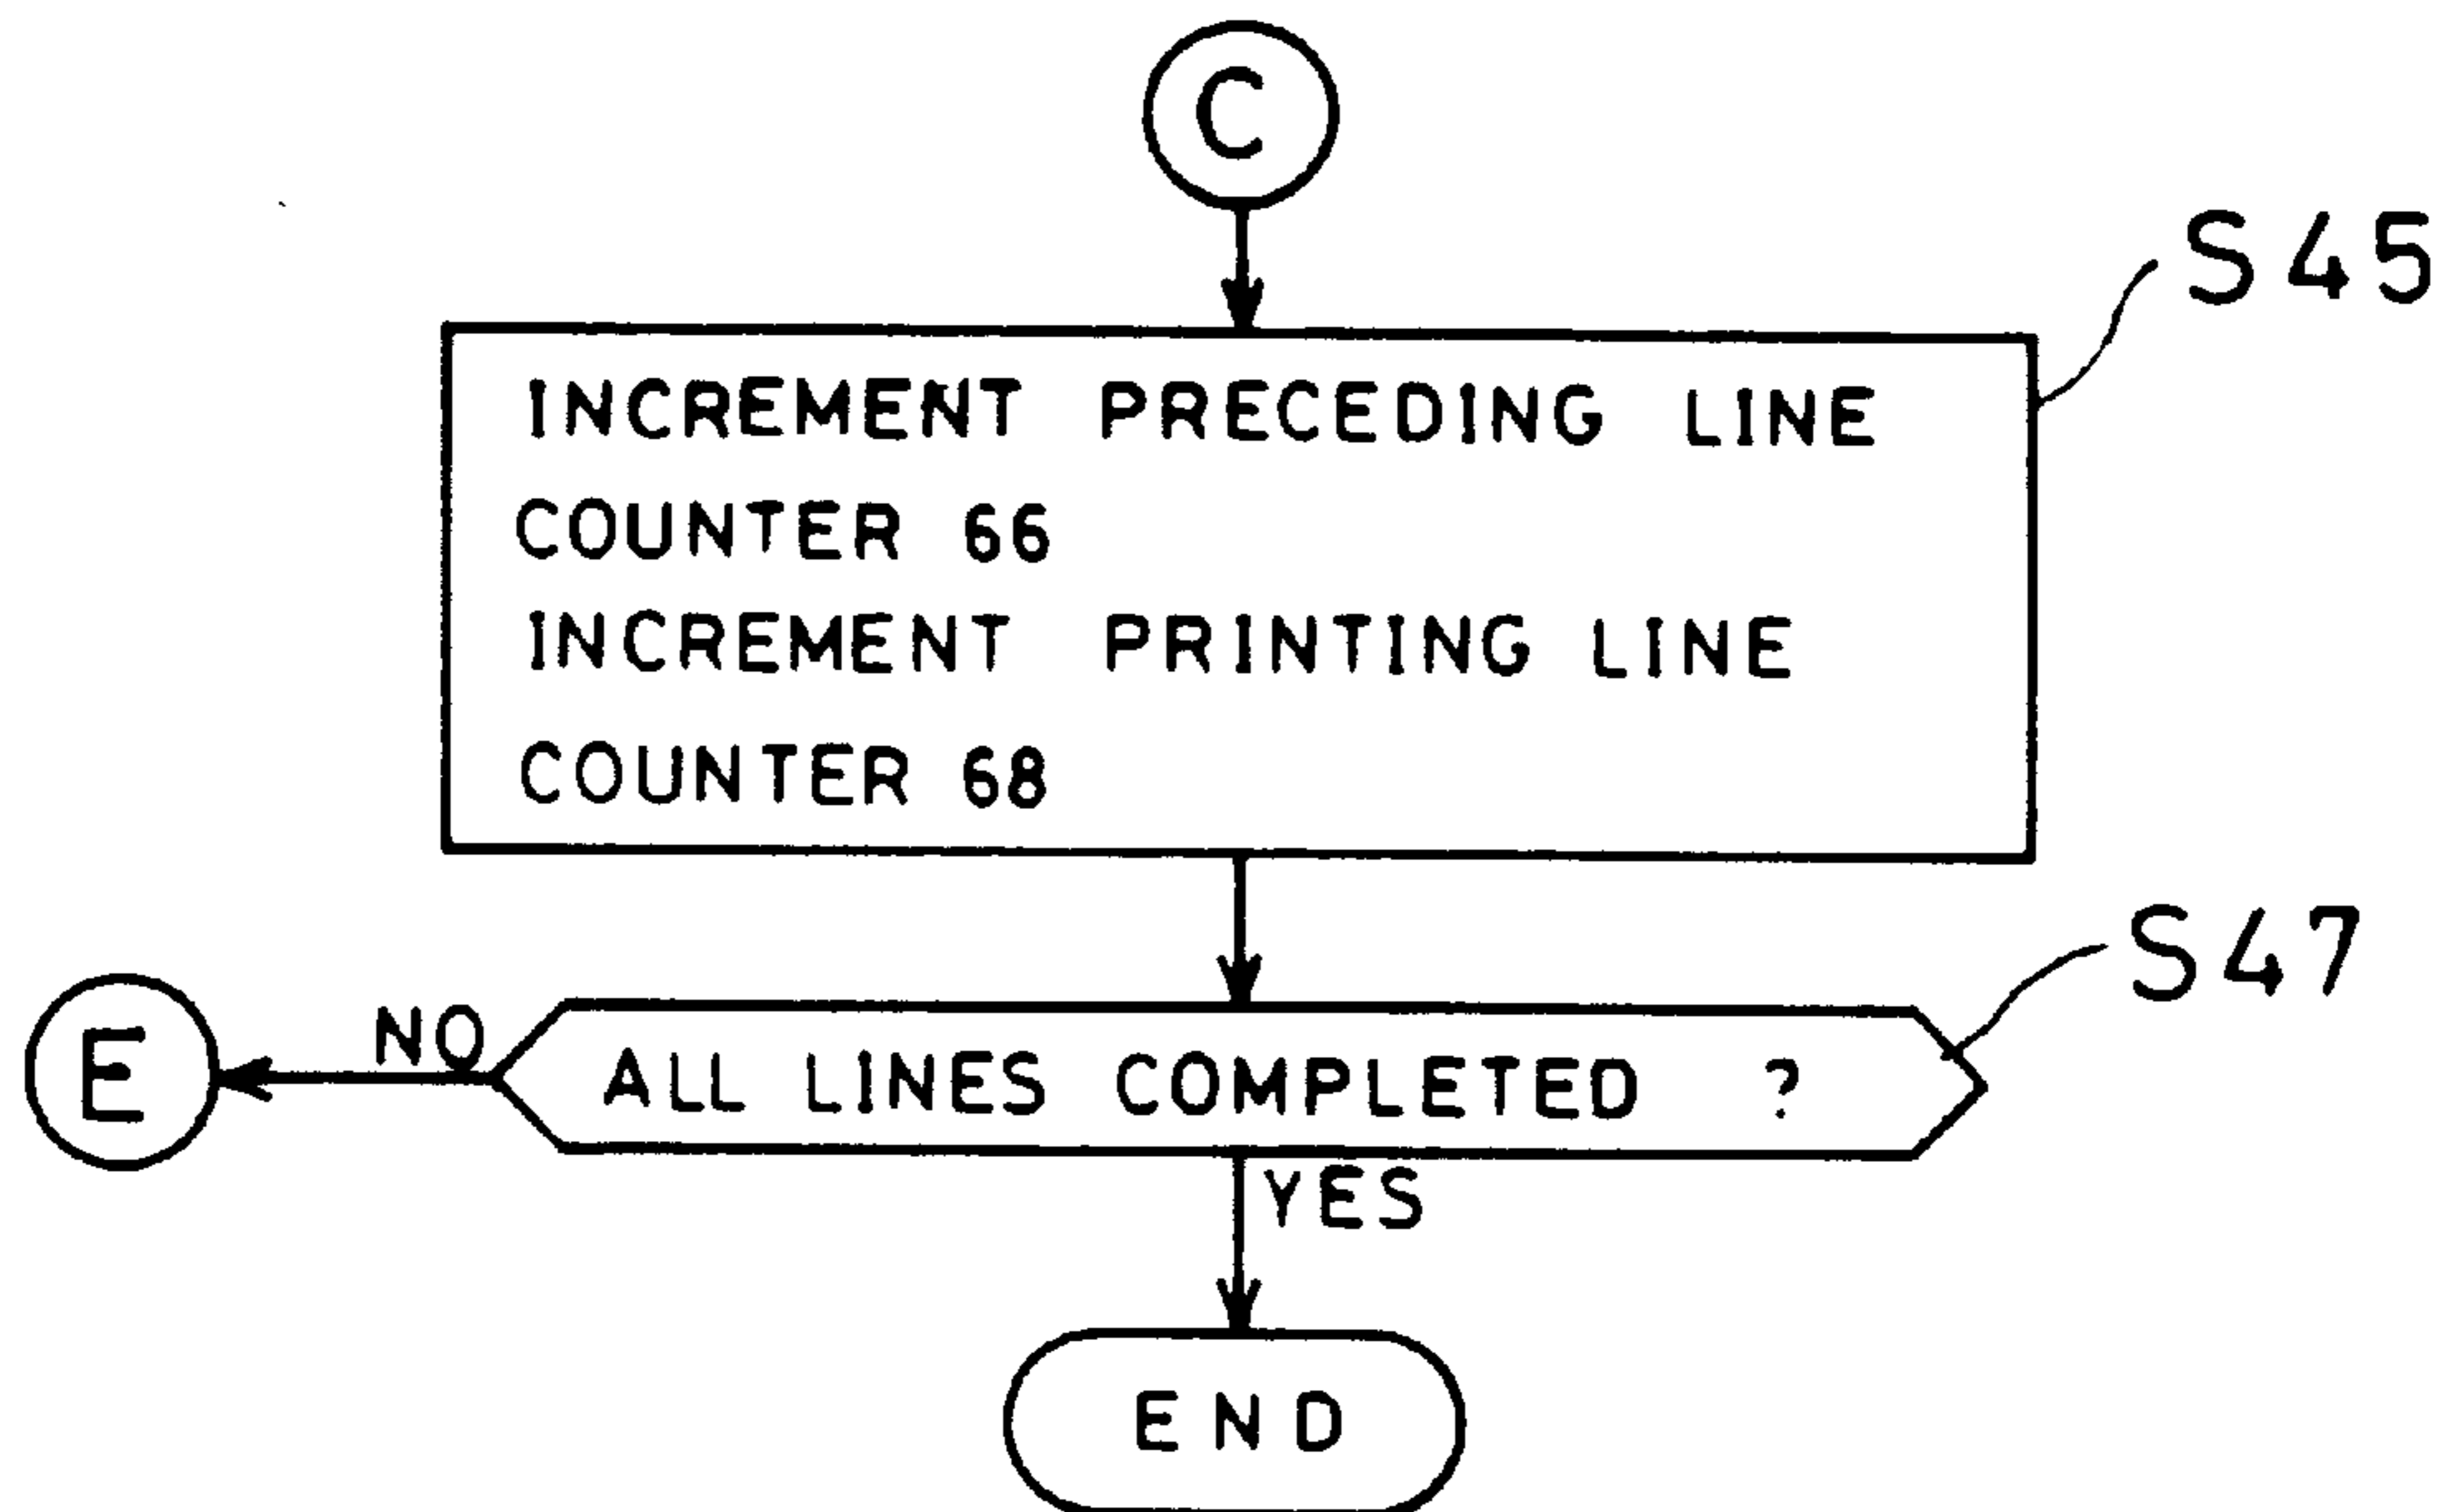 C
S45
INCREMENT PRECEDING LINE
COUNTER 66
INCREMENT PRINTING LINE
COUNTER 68
S47
E
NO
ALL LINES COMPLETED ?
YES
END